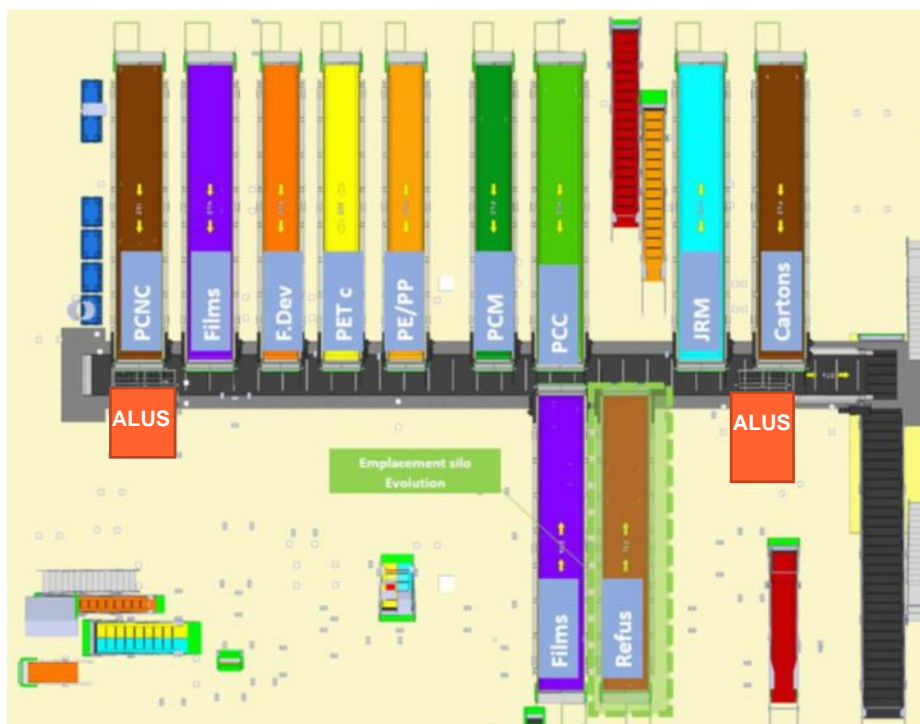 PCNC
Films
F.Dev
PET c
PE/PP
PCM
PCC
JRM
Cartons
ALUS
ALUS
Emplacement silo
Evolution
Films
Refus